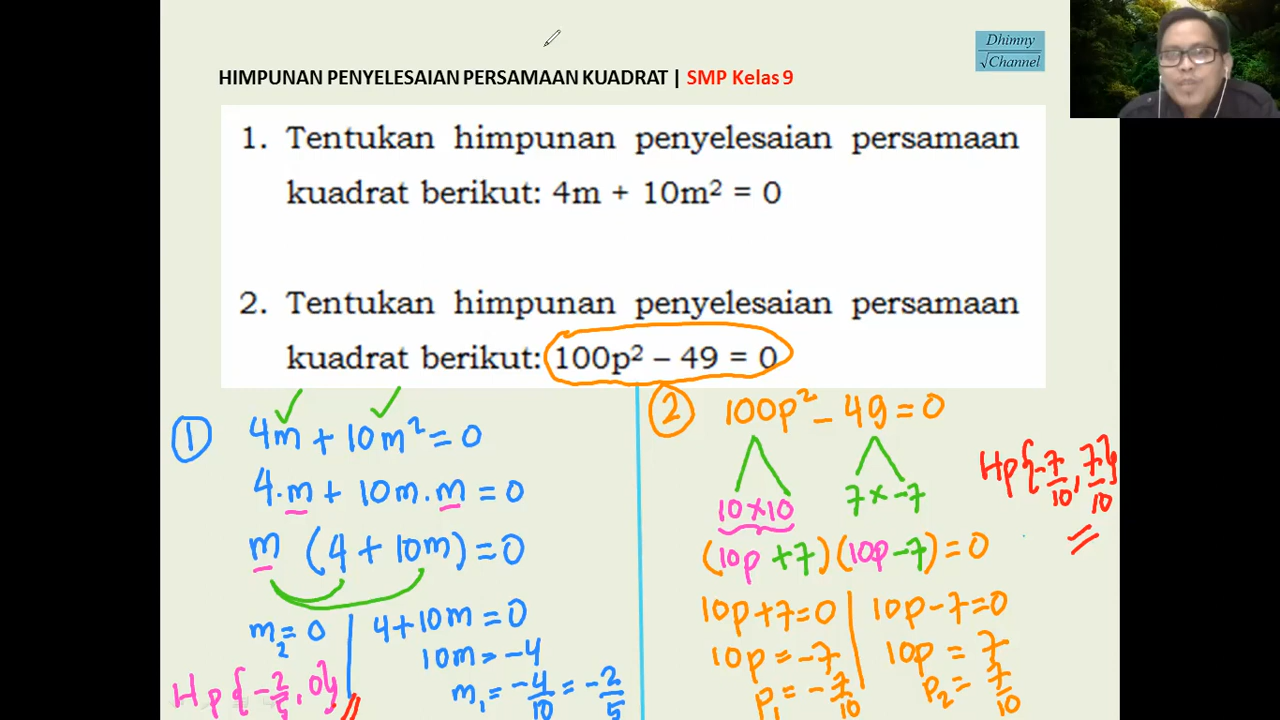 Dhimny
√Channel
HIMPUNAN PENYELESAIAN PERSAMAAN KUADRAT | SMP Kelas 9
1. Tentukan himpunan penyelesaian persamaan
kuadrat berikut: 4m + 10m² = 0
2. Tentukan himpunan penyelesaian persamaan
kuadrat berikut: 100p² – 49 = 0
① 4m + 10m² = 0
4.m + 10m.m = 0
m (4 + 10m) = 0
m₂ = 0
4+10m = 0
10m = -4
m₁ = -4/10 = -2/5
Hp{-2/5, 0}
② 100p² - 49 = 0
10×10 7×-7
(10p+7)(10p-7)=0
10p+7=0
10p = -7
p₁ = -7/10
10p-7=0
10p = 7
p₂ = 7/10
Hp{-7/10, 7/10}